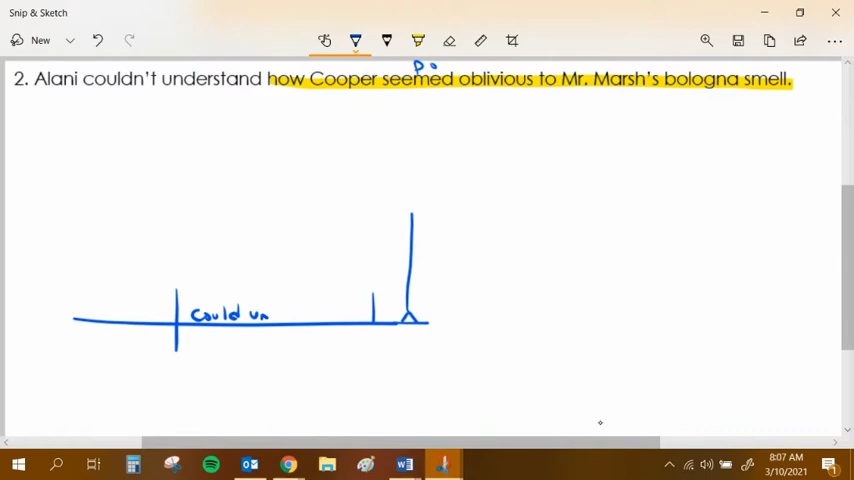 Snip & Sketch
New
D.O
2. Alani couldn't understand how Cooper seemed oblivious to Mr. Marsh's bologna smell.
could un
8:07 AM
3/10/2021